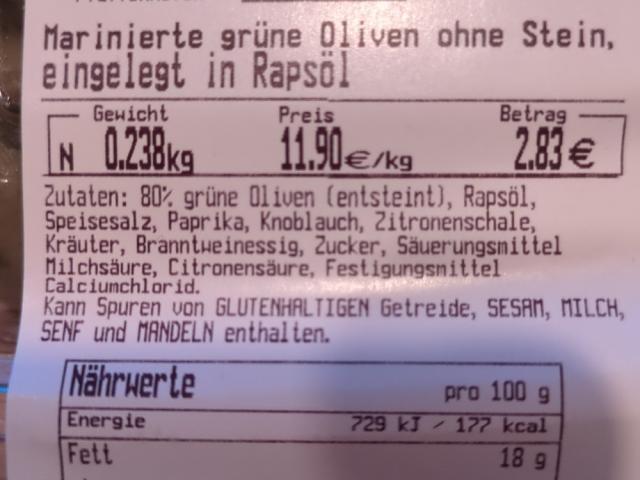 Marinierte grüne Oliven ohne Stein,
eingelegt in Rapsöl
Gewicht Preis Betrag
N 0.238kg 11.90€/kg 2.83€
Zutaten: 80% grüne Oliven (entsteint), Rapsöl,
Speisesalz, Paprika, Knoblauch, Zitronenschale,
Kräuter, Branntweinessig, Zucker, Säuerungsmittel
Milchsäure, Citronensäure, Festigungsmittel
Calciumchlorid.
Kann Spuren von GLUTENHALTIGEN Getreide, SESAM, MILCH,
SENF und MANDELN enthalten.
Nährwerte pro 100 g
Energie 729 kJ / 177 kcal
Fett 18 g